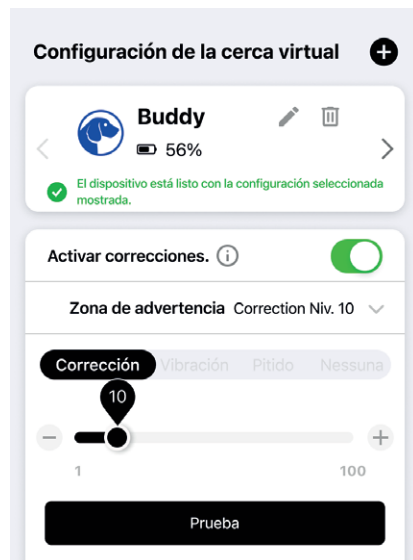 Configuración de la cerca virtual
Buddy
56%
El dispositivo está listo con la configuración seleccionada
mostrada.
Activar correcciones.
Zona de advertencia Correction Niv. 10
Corrección Vibración Pitido Nessuna
10
1 100
Prueba